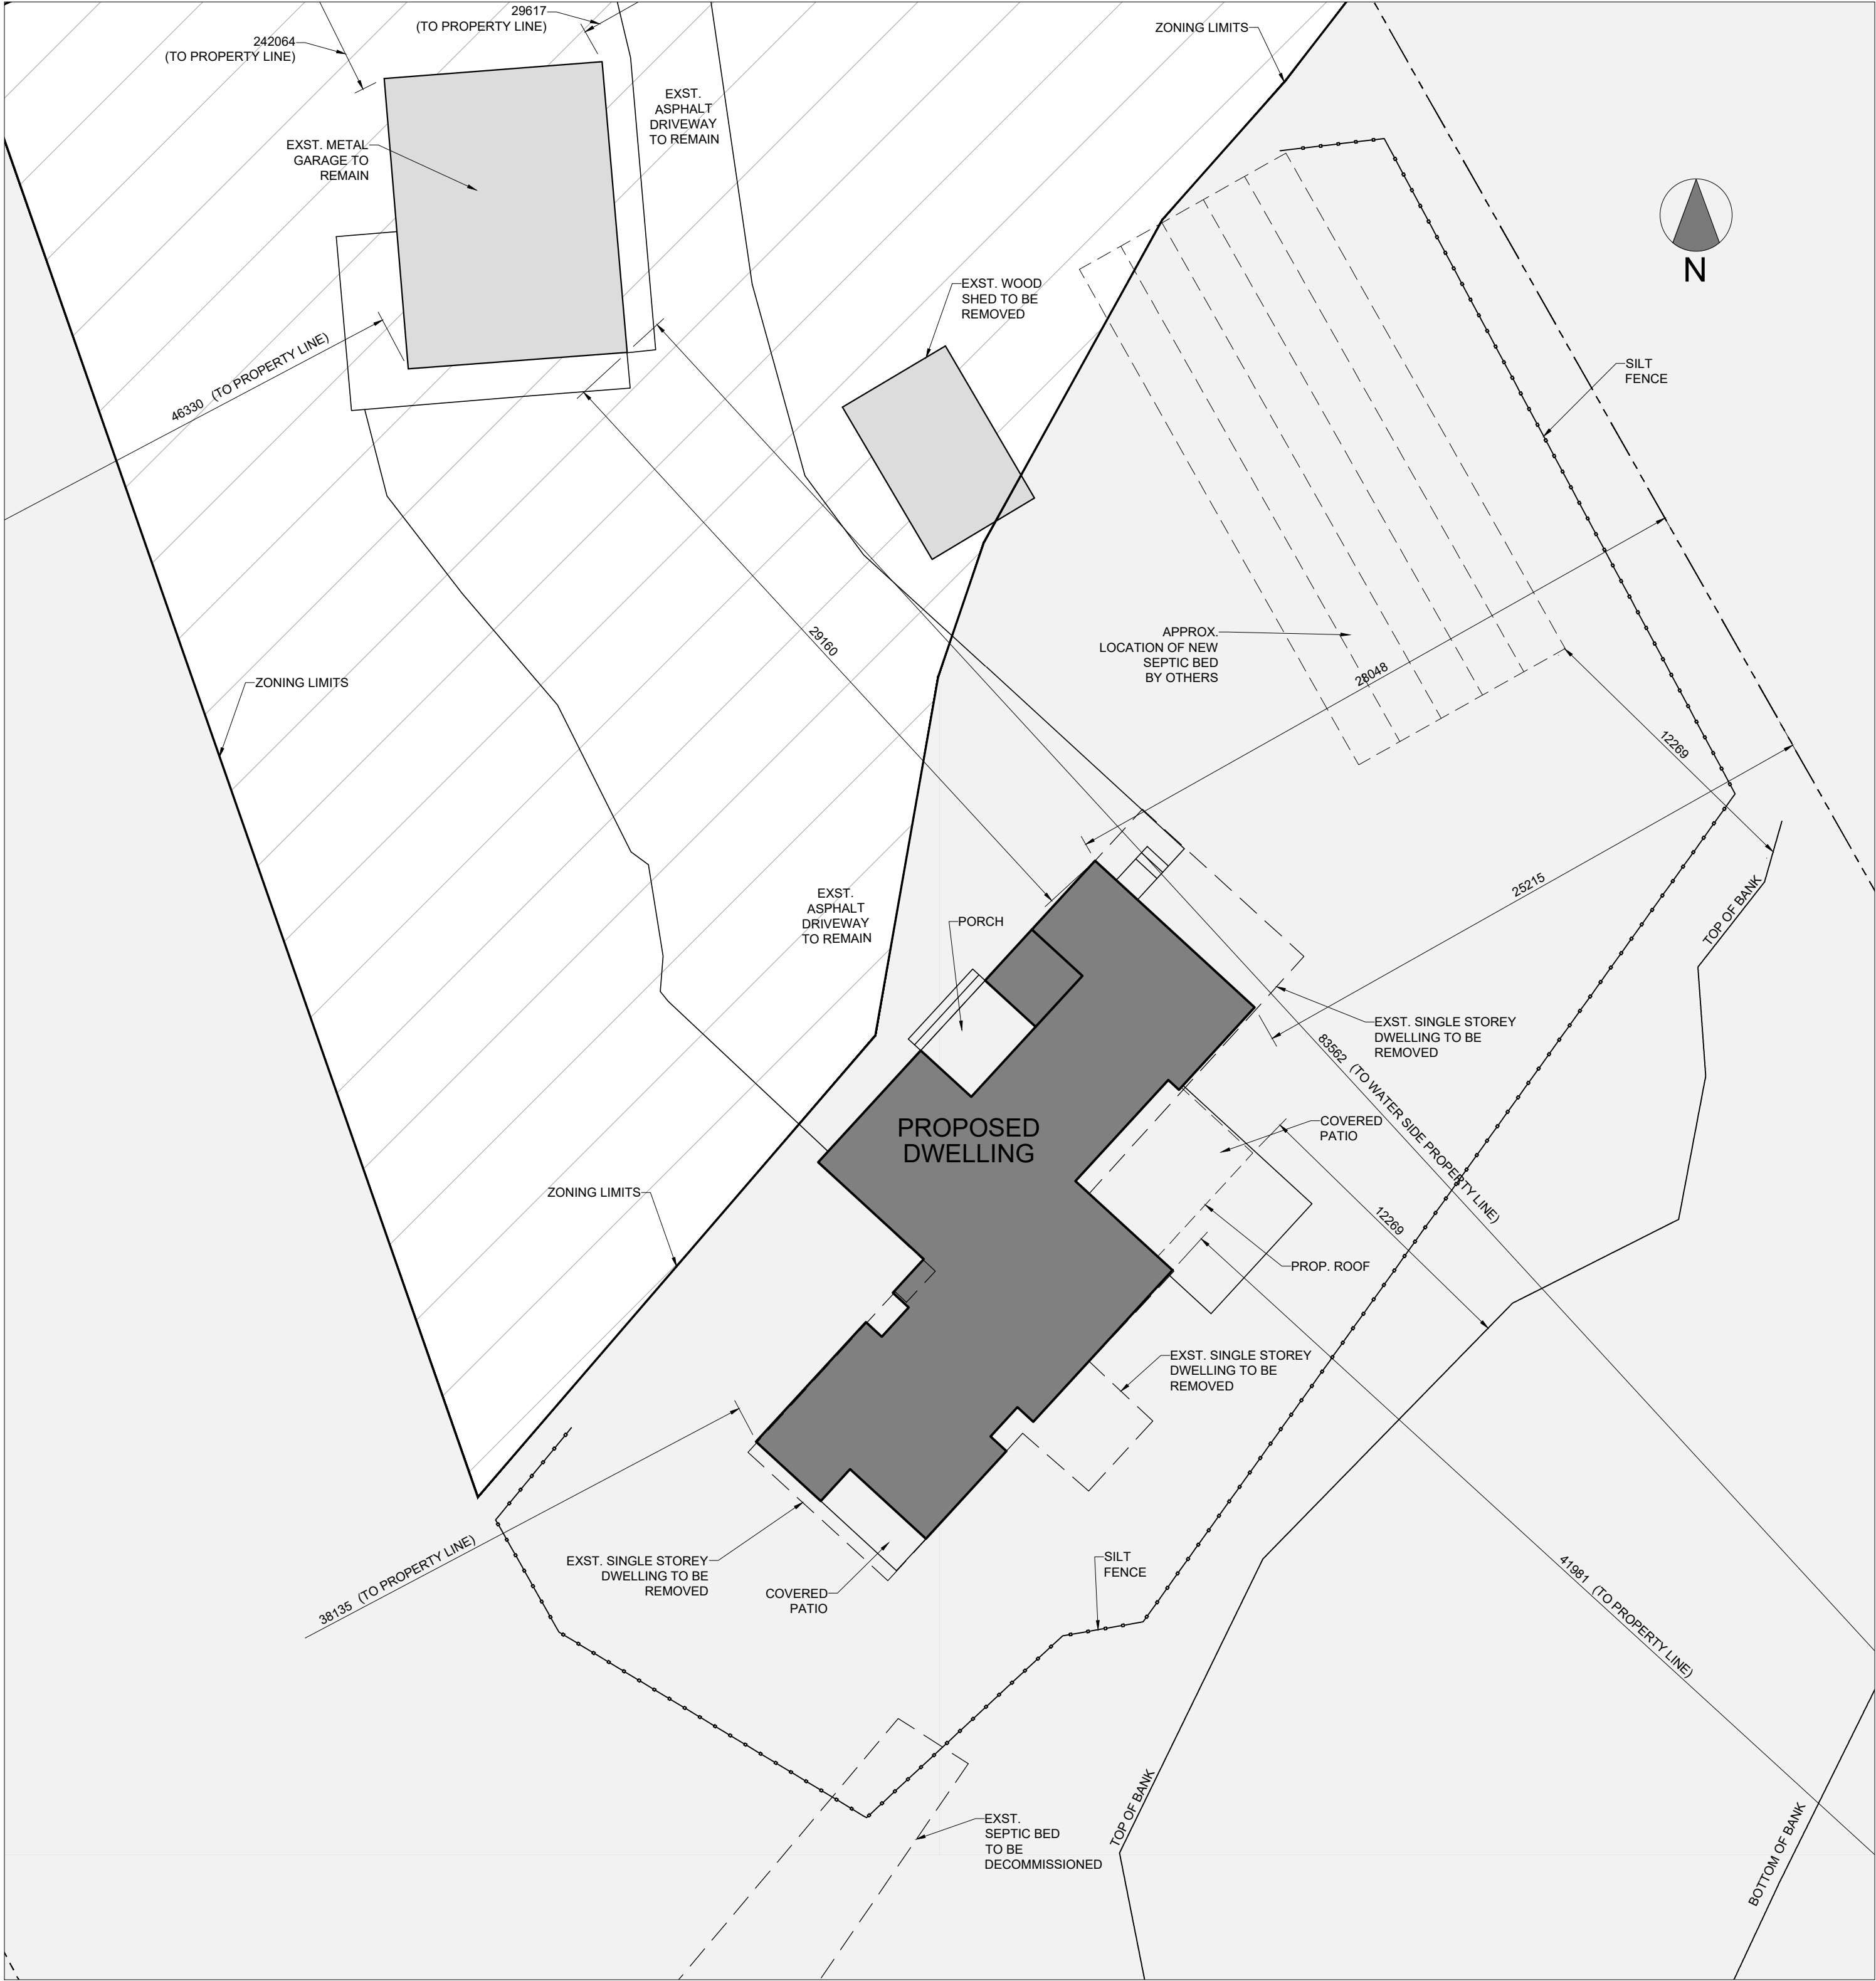 29617
(TO PROPERTY LINE)
ZONING LIMITS
242064
(TO PROPERTY LINE)
EXST.
ASPHALT
DRIVEWAY
TO REMAIN
EXST. METAL
GARAGE TO
REMAIN
N
EXST. WOOD
SHED TO BE
REMOVED
46330 (TO PROPERTY LINE)
SILT
FENCE
29160
APPROX.
LOCATION OF NEW
SEPTIC BED
BY OTHERS
28048
ZONING LIMITS
12269
25215
TOP OF BANK
EXST.
ASPHALT
DRIVEWAY
TO REMAIN
PORCH
EXST. SINGLE STOREY
DWELLING TO BE
REMOVED
83562 (TO WATER SIDE PROPERTY LINE)
PROPOSED
DWELLING
COVERED
PATIO
ZONING LIMITS
12269
PROP. ROOF
EXST. SINGLE STOREY
DWELLING TO BE
REMOVED
38135 (TO PROPERTY LINE)
EXST. SINGLE STOREY
DWELLING TO BE
REMOVED
COVERED
PATIO
SILT
FENCE
41981 (TO PROPERTY LINE)
TOP OF BANK
EXST.
SEPTIC BED
TO BE
DECOMMISSIONED
BOTTOM OF BANK